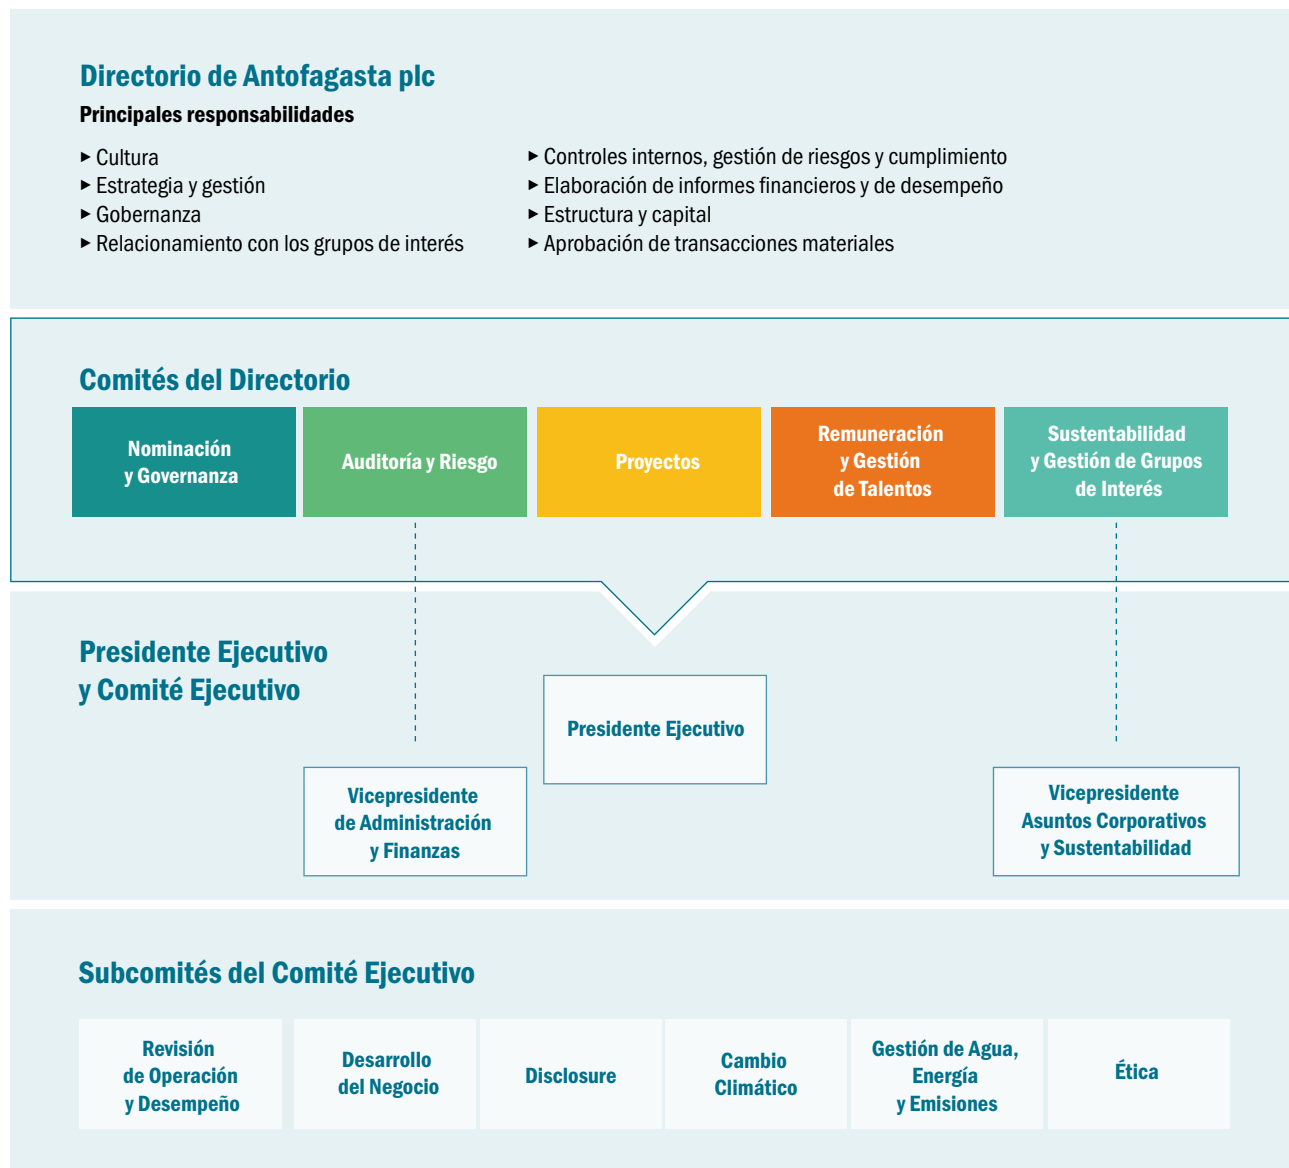 Directorio de Antofagasta plc
Principales responsabilidades
▸ Cultura
▸ Estrategia y gestión
▸ Gobernanza
▸ Relacionamiento con los grupos de interés
▸ Controles internos, gestión de riesgos y cumplimiento
▸ Elaboración de informes financieros y de desempeño
▸ Estructura y capital
▸ Aprobación de transacciones materiales
Comités del Directorio
Nominación
y Governanza
Auditoría y Riesgo
Proyectos
Remuneración
y Gestión
de Talentos
Sustentabilidad
y Gestión de Grupos
de Interés
Presidente Ejecutivo
y Comité Ejecutivo
Presidente Ejecutivo
Vicepresidente
de Administración
y Finanzas
Vicepresidente
Asuntos Corporativos
y Sustentabilidad
Subcomités del Comité Ejecutivo
Revisión
de Operación
y Desempeño
Desarrollo
del Negocio
Disclosure
Cambio
Climático
Gestión de Agua,
Energía
y Emisiones
Ética